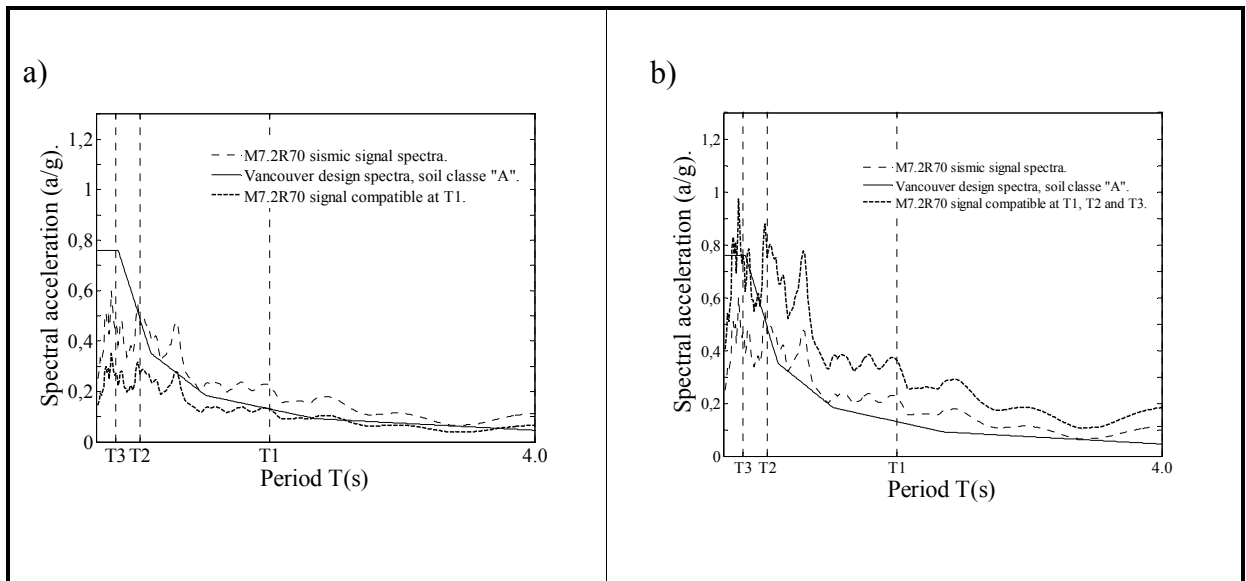 a)
Spectral acceleration (a/g).
1,2
1
0,8
0,6
0,4
0,2
0
M7.2R70 sismic signal spectra.
Vancouver design spectra, soil classe "A".
M7.2R70 signal compatible at T1.
T3 T2 T1 4.0
Period T(s)
b)
Spectral acceleration (a/g).
1,2
1
0,8
0,6
0,4
0,2
0
M7.2R70 sismic signal spectra.
Vancouver design spectra, soil classe "A".
M7.2R70 signal compatible at T1, T2 and T3.
T3 T2 T1 4.0
Period T(s)